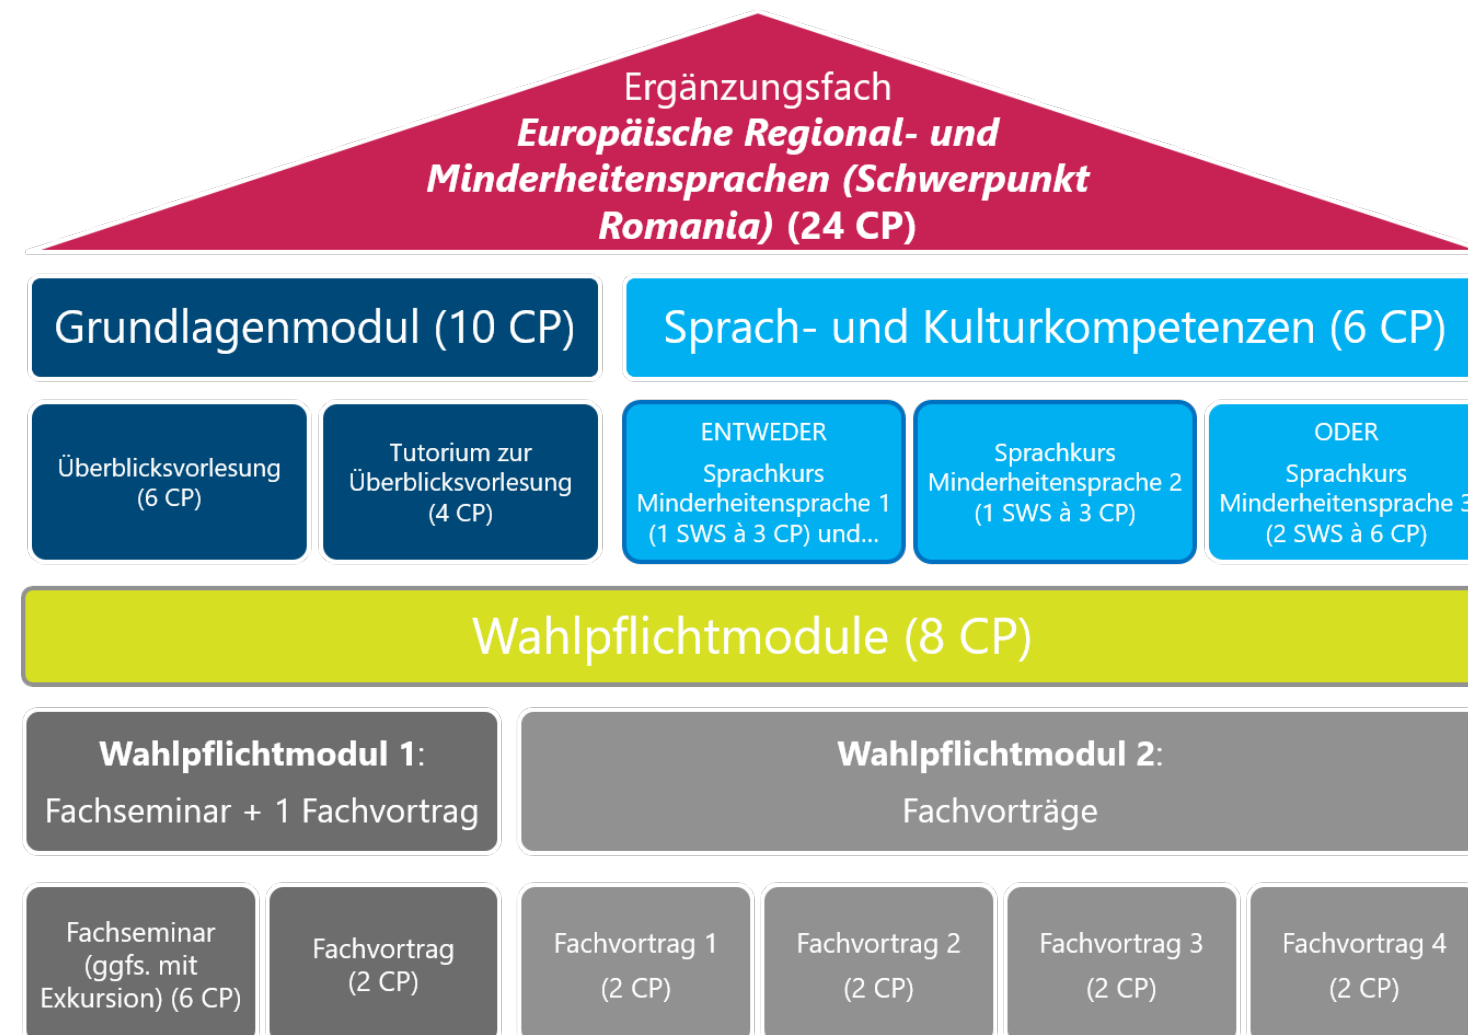 Ergänzungsfach
Europäische Regional- und
Minderheitensprachen (Schwerpunkt
Romania) (24 CP)
Grundlagenmodul (10 CP)
Sprach- und Kulturkompetenzen (6 CP)
Überblicksvorlesung
(6 CP)
Tutorium zur
Überblicksvorlesung
(4 CP)
ENTWEDER
Sprachkurs
Minderheitensprache 1
(1 SWS à 3 CP) und...
Sprachkurs
Minderheitensprache 2
(1 SWS à 3 CP)
ODER
Sprachkurs
Minderheitensprache 3
(2 SWS à 6 CP)
Wahlpflichtmodule (8 CP)
Wahlpflichtmodul 1:
Fachseminar + 1 Fachvortrag
Wahlpflichtmodul 2:
Fachvorträge
Fachseminar
(ggfs. mit
Exkursion) (6 CP)
Fachvortrag
(2 CP)
Fachvortrag 1
(2 CP)
Fachvortrag 2
(2 CP)
Fachvortrag 3
(2 CP)
Fachvortrag 4
(2 CP)